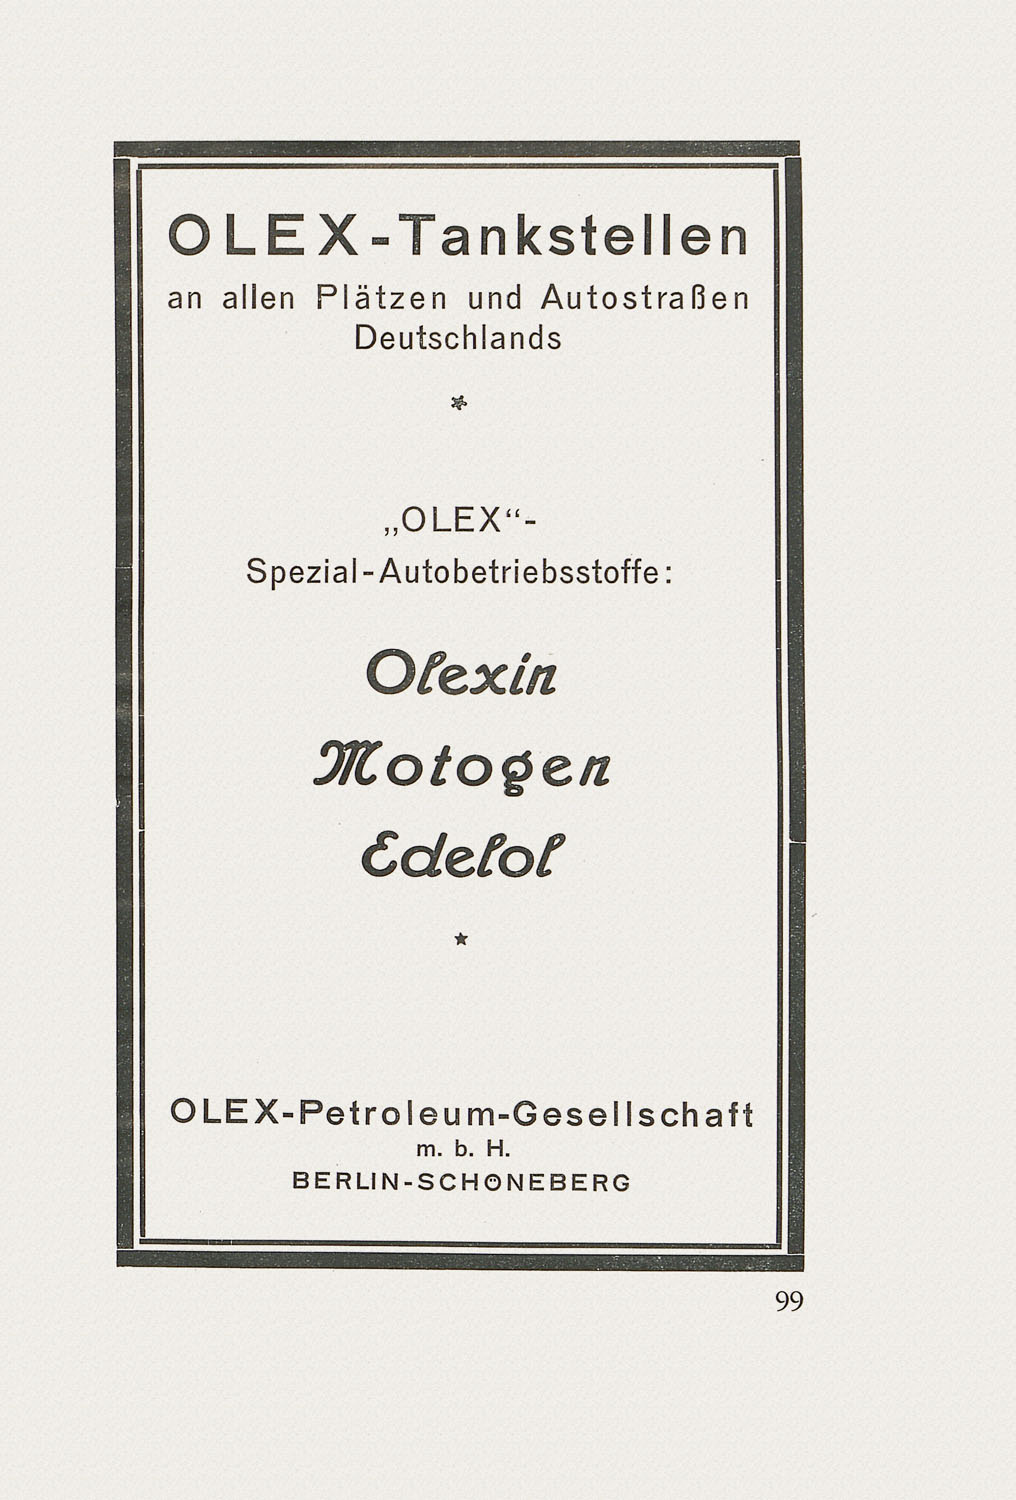 OLEX-Tankstellen
an allen Plätzen und Autostraßen
Deutschlands
*
„OLEX“-
Spezial-Autobetriebsstoffe:
Olexin
Motogen
Edelol
★
OLEX-Petroleum-Gesellschaft
m. b. H.
BERLIN-SCHÖNEBERG
99